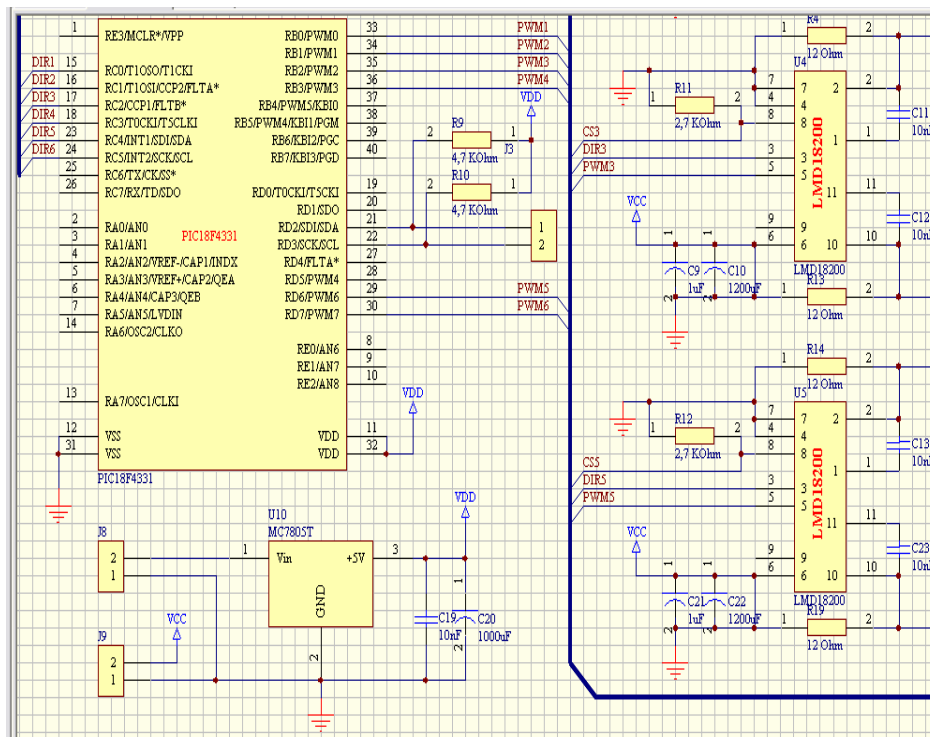 1 RE3/MCLR*/VPP RB0/PWM0 33 PWM1
RB1/PWM1 34 PWM2
DIR1 15 RC0/T1OSO/T1CKI RB2/PWM2 35 PWM3
DIR2 16 RC1/T1OSI/CCP2/FLTA* RB3/PWM3 36 PWM4
DIR3 17 RC2/CCP1/FLTB* RB4/PWM5/KBI0 37
DIR4 18 RC3/T0CKI/T5CLKI RB5/PWM4/KBI1/PGM 38
DIR5 23 RC4/INT1/SDI/SDA RB6/KBI2/PGC 39
DIR6 24 RC5/INT2/SCK/SCL RB7/KBI3/PGD 40
25 RC6/TX/CK/SS*
26 RC7/RX/TD/SDO RD0/T0CKI/T5CKI 19
RD1/SDO 20
2 RA0/AN0 RD2/SDI/SDA 21
3 RA1/AN1 PIC18F4331 RD3/SCK/SCL 22
4 RA2/AN2/VREF-/CAP1/INDX RD4/FLTA* 27
5 RA3/AN3/VREF+/CAP2/QEA RD5/PWM4 28
6 RA4/AN4/CAP3/QEB RD6/PWM6 29 PWM5
7 RA5/AN5/LVDIN RD7/PWM7 30 PWM6
14 RA6/OSC2/CLKO
RE0/AN6 8
RE1/AN7 9
RE2/AN8 10
13 RA7/OSC1/CLKI
12 VSS VDD 11
31 VSS VDD 32
PIC18F4331
VDD
VDD
R9
2 1
4,7 KOhm
J3
R10
2 1
4,7 KOhm
1
2
U10
MC7805T
VDD
J8
2
1
1 Vin +5V 3
GND
2
C19
10nF
1
C20
1000uF
2
J9
2
1
VCC
R4
1 2
12 Ohm
U4
R11
1 2
2,7 KOhm
7
4
8
2
1
C11
CS3
DIR3 3
PWM3 5
LMD18200
11
VCC
9
6
10
C12
1
C9
1uF
2
1
C10
1200uF
2
LMD18200
R13
1 2
12 Ohm
R14
1 2
12 Ohm
U5
R12
1 2
2,7 KOhm
7
4
8
2
1
C13
CS5
DIR5 3
PWM5 5
LMD18200
11
VCC
9
6
10
C23
1
C21
1uF
2
1
C22
1200uF
2
LMD18200
R19
1 2
12 Ohm